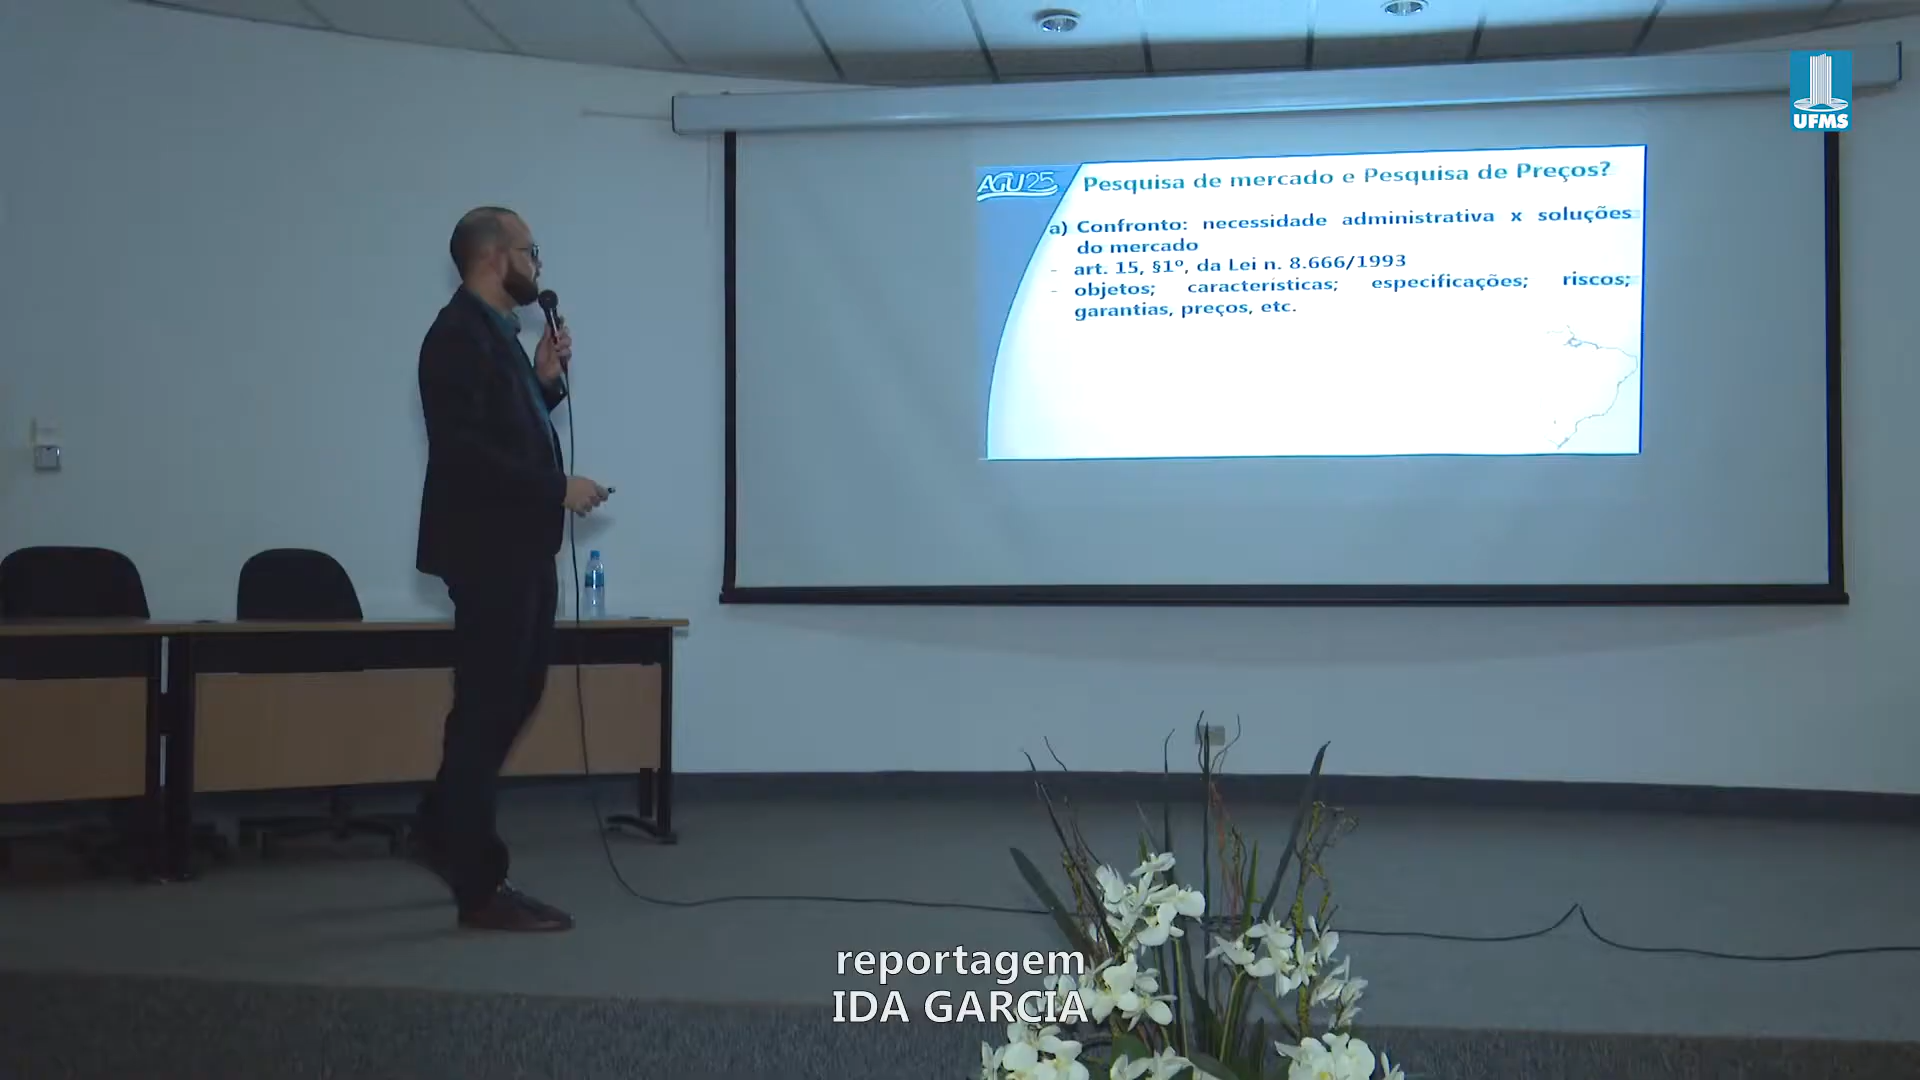 UFMS
AGU25
Pesquisa de mercado e Pesquisa de Preços?
a) Confronto: necessidade administrativa x soluções
do mercado
- art. 15, §1º, da Lei n. 8.666/1993
- objetos; características; especificações; riscos;
garantias, preços, etc.
reportagem
IDA GARCIA